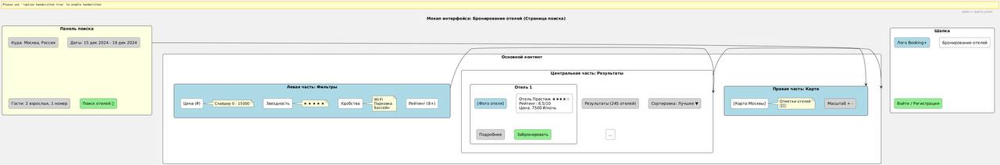 Please use '!option handwritten true' to enable handwritten
Мокап интерфейса: Бронирование отелей (Страница поиска)
Панель поиска
Куда: Москва, Россия
Даты: 15 дек 2024 - 19 дек 2024
Гости: 2 взрослых, 1 номер
Поиск отелей
Основной контент
Левая часть: Фильтры
Цена (₽)
Слайдер 0 - 15000
Звездность
★ ★ ★ ★ ★
Удобства
Wi-Fi
Парковка
Бассейн
Рейтинг (8+)
Центральная часть: Результаты
Отель 1
[Фото отеля]
Отель Престиж ★★★★☆
Рейтинг: 8.5/10
Цена: 7500 ₽/ночь
Результаты (245 отелей)
Сортировка: Лучшее ▼
Подробнее
Забронировать
...
Правая часть: Карта
[Карта Москвы]
Отметки отелей
Масштаб + -
Шапка
Лого Booking+
Бронирование отелей
Войти / Регистрация